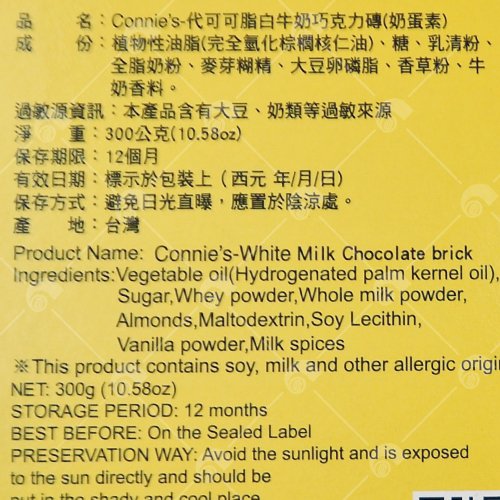 品　　名：Connie's-代可可脂白牛奶巧克力磚(奶蛋素)
成　　份：植物性油脂(完全氫化棕櫚核仁油)、糖、乳清粉、
全脂奶粉、麥芽糊精、大豆卵磷脂、香草粉、牛
奶香料。
過敏源資訊：本產品含有大豆、奶類等過敏來源
淨　　重：300公克(10.58oz)
保存期限：12個月
有效日期：標示於包裝上（西元 年/月/日)
保存方式：避免日光直曝，應置於陰涼處。
產　　地：台灣
Product Name: Connie's-White Milk Chocolate brick
Ingredients:Vegetable oil(Hydrogenated palm kernel oil),
Sugar,Whey powder,Whole milk powder,
Almonds,Maltodextrin,Soy Lecithin,
Vanilla powder,Milk spices
※This product contains soy, milk and other allergic origi
NET: 300g (10.58oz)
STORAGE PERIOD: 12 months
BEST BEFORE: On the Sealed Label
PRESERVATION WAY: Avoid the sunlight and is exposed
to the sun directly and should be
put in the shady and cool place